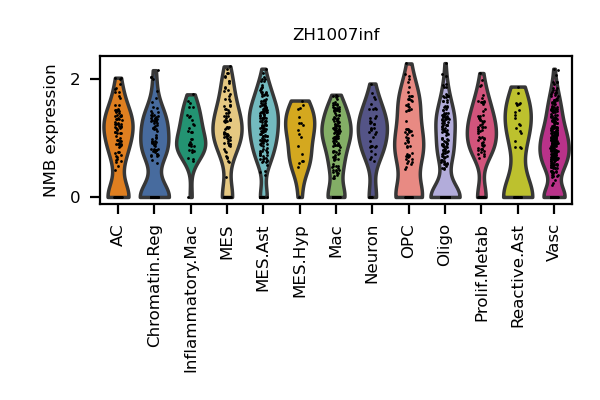 ZH1007inf
NMB expression
2
0
AC
Chromatin.Reg
Inflammatory.Mac
MES
MES.Ast
MES.Hyp
Mac
Neuron
OPC
Oligo
Prolif.Metab
Reactive.Ast
Vasc